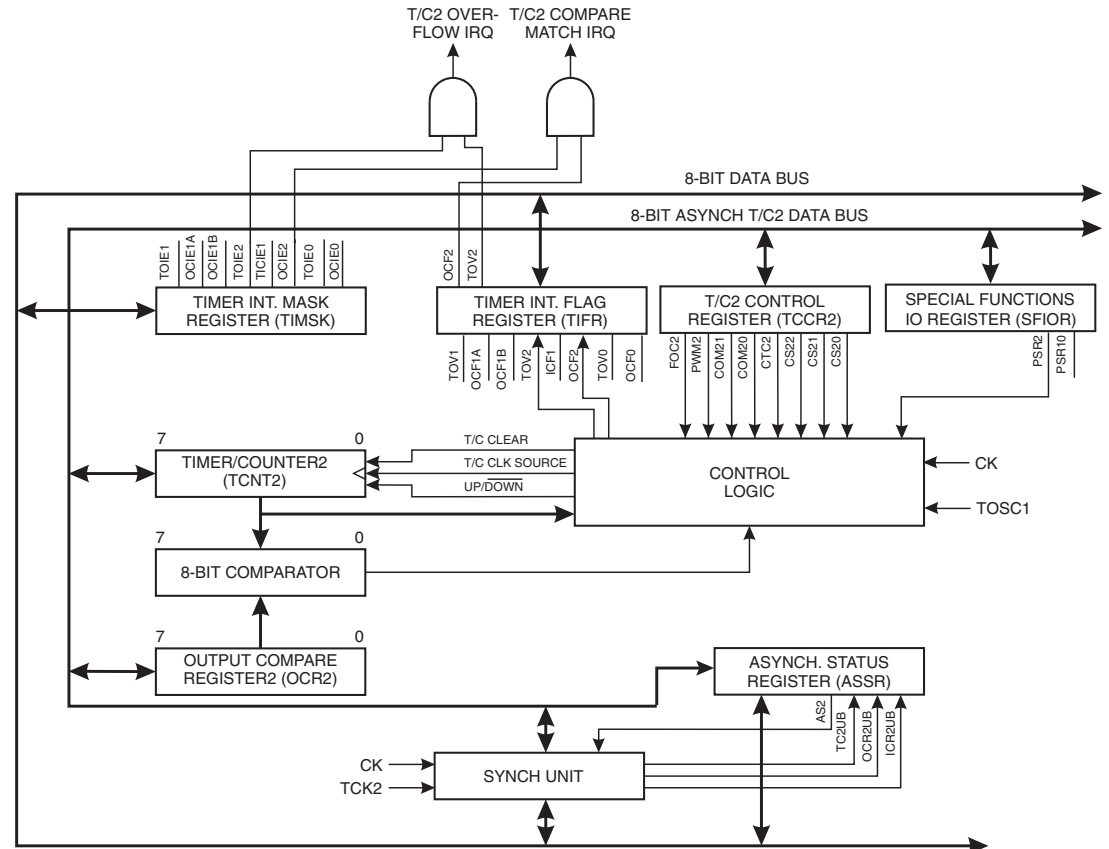 T/C2 OVER-
FLOW IRQ
T/C2 COMPARE
MATCH IRQ
8-BIT DATA BUS
8-BIT ASYNCH T/C2 DATA BUS
TOIE1
OCIE1A
OCIE1B
TOIE2
TICIE1
OCIE2
TOIE0
OCIE0
OCF2
TOV2
TIMER INT. MASK
REGISTER (TIMSK)
TIMER INT. FLAG
REGISTER (TIFR)
T/C2 CONTROL
REGISTER (TCCR2)
SPECIAL FUNCTIONS
IO REGISTER (SFIOR)
TOV1
OCF1A
OCF1B
TOV2
ICF1
OCF2
TOV0
OCF0
FOC2
PWM2
COM21
COM20
CTC2
CS22
CS21
CS20
PSR2
PSR10
7 0
TIMER/COUNTER2
(TCNT2)
T/C CLEAR
T/C CLK SOURCE
UP/DOWN
CONTROL
LOGIC
CK
TOSC1
7 0
8-BIT COMPARATOR
7 0
OUTPUT COMPARE
REGISTER2 (OCR2)
ASYNCH. STATUS
REGISTER (ASSR)
AS2
TC2UB
OCR2UB
ICR2UB
CK
TCK2
SYNCH UNIT